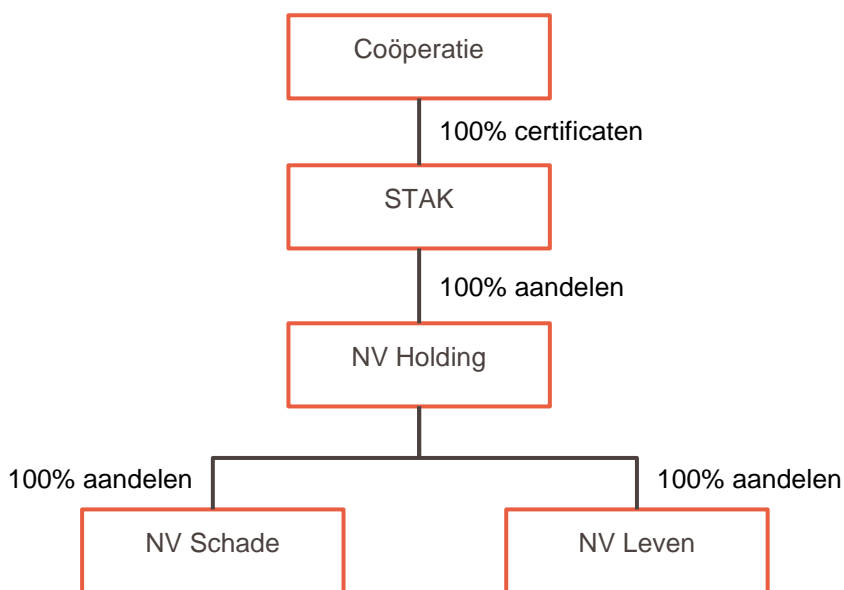 Coöperatie
100% certificaten
STAK
100% aandelen
NV Holding
100% aandelen
100% aandelen
NV Schade
NV Leven